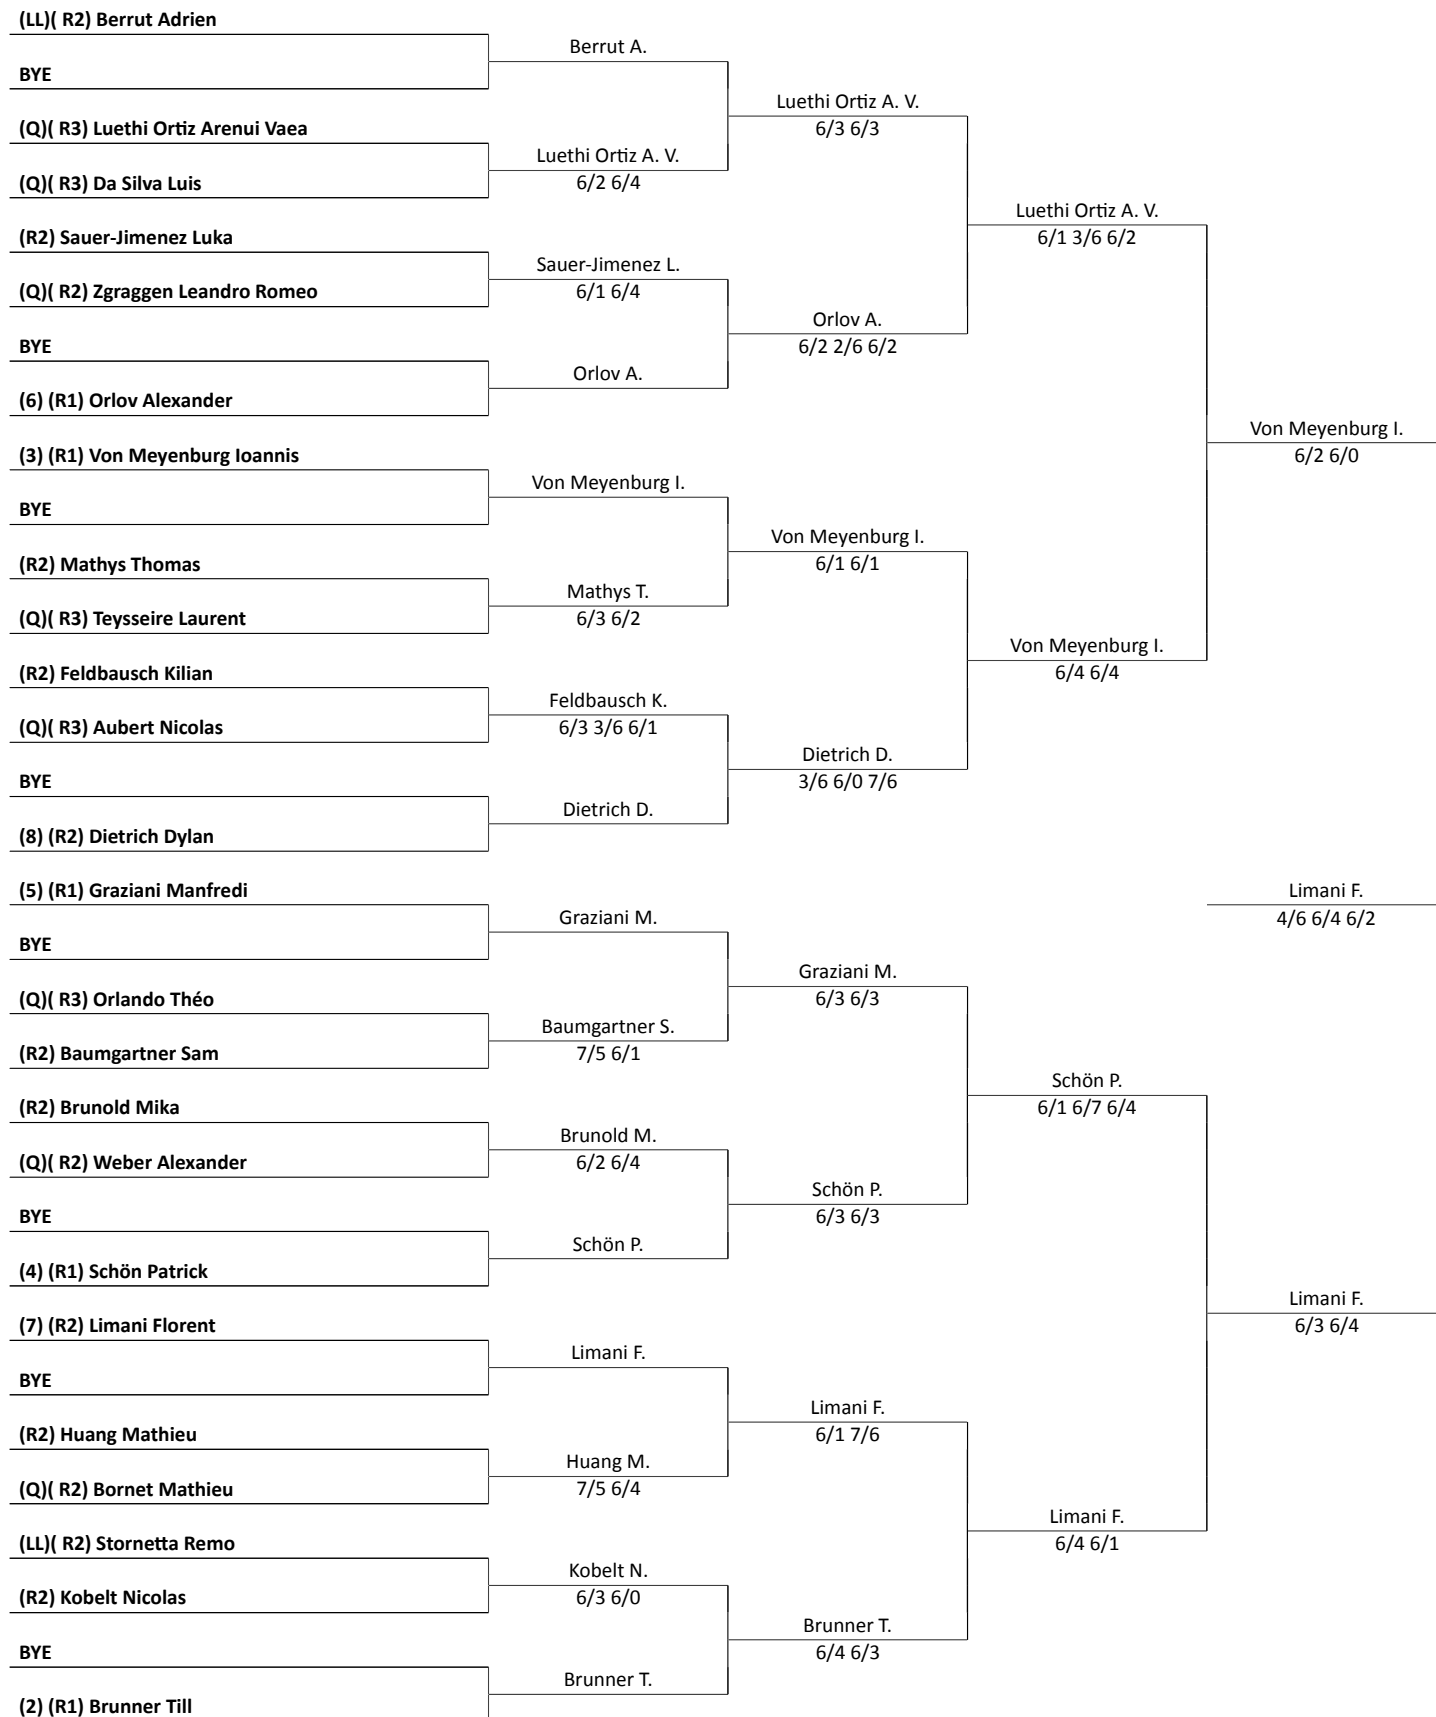 (LL)( R2) Berrut Adrien
Berrut A.
BYE
Luethi Ortiz A. V.
6/3 6/3
(Q)( R3) Luethi Ortiz Arenui Vaea
Luethi Ortiz A. V.
6/2 6/4
(Q)( R3) Da Silva Luis
Luethi Ortiz A. V.
6/1 3/6 6/2
(R2) Sauer-Jimenez Luka
Sauer-Jimenez L.
6/1 6/4
(Q)( R2) Zgraggen Leandro Romeo
Orlov A.
6/2 2/6 6/2
BYE
Orlov A.
(6) (R1) Orlov Alexander
Von Meyenburg I.
6/2 6/0
(3) (R1) Von Meyenburg Ioannis
Von Meyenburg I.
BYE
Von Meyenburg I.
6/1 6/1
(R2) Mathys Thomas
Mathys T.
6/3 6/2
(Q)( R3) Teysseire Laurent
Von Meyenburg I.
6/4 6/4
(R2) Feldbausch Kilian
Feldbausch K.
6/3 3/6 6/1
(Q)( R3) Aubert Nicolas
Dietrich D.
3/6 6/0 7/6
BYE
Dietrich D.
(8) (R2) Dietrich Dylan
(5) (R1) Graziani Manfredi
Limani F.
4/6 6/4 6/2
Graziani M.
BYE
Graziani M.
6/3 6/3
(Q)( R3) Orlando Théo
Baumgartner S.
7/5 6/1
(R2) Baumgartner Sam
Schön P.
6/1 6/7 6/4
(R2) Brunold Mika
Brunold M.
6/2 6/4
(Q)( R2) Weber Alexander
Schön P.
6/3 6/3
BYE
Schön P.
(4) (R1) Schön Patrick
Limani F.
6/3 6/4
(7) (R2) Limani Florent
Limani F.
BYE
Limani F.
6/1 7/6
(R2) Huang Mathieu
Huang M.
7/5 6/4
(Q)( R2) Bornet Mathieu
Limani F.
6/4 6/1
(LL)( R2) Stornetta Remo
Kobelt N.
6/3 6/0
(R2) Kobelt Nicolas
Brunner T.
6/4 6/3
BYE
Brunner T.
(2) (R1) Brunner Till